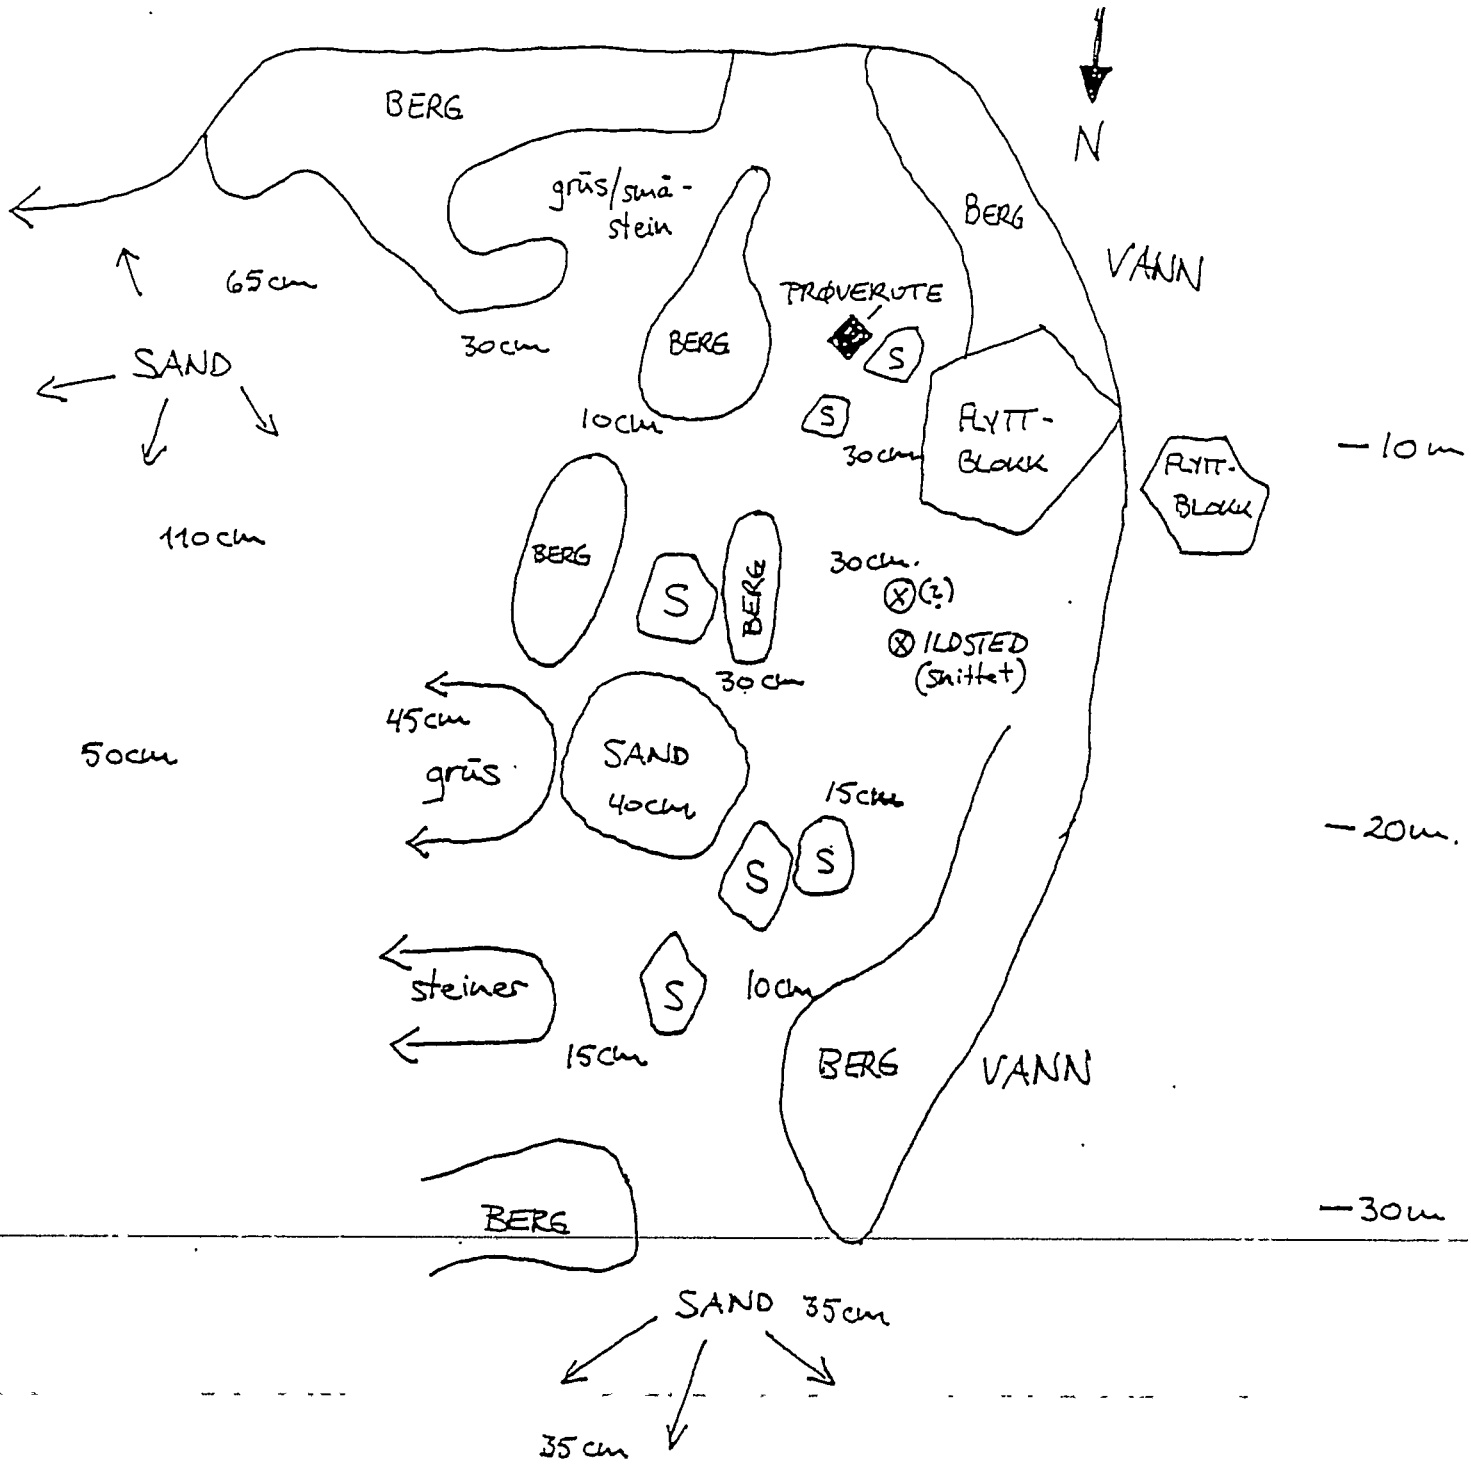 BERG
N
grūs/små-
stein
BERG
VANN
65cm
PRØVERUTE
30cm
BERG
S
SAND
10cm
S
FLYTT-
BLOKK
30cm
-10m
FLYTT-
BLOKK
110cm
BERG
S
BERG
30cm.
(X)(?)
(X) ILDSTED
(snittet)
30cm
45cm
50cm
grūs
SAND
40cm
15cm
-20m.
S
S
steiner
S
10cm
15cm
BERG
VANN
BERG
-30m
SAND 35cm
35cm